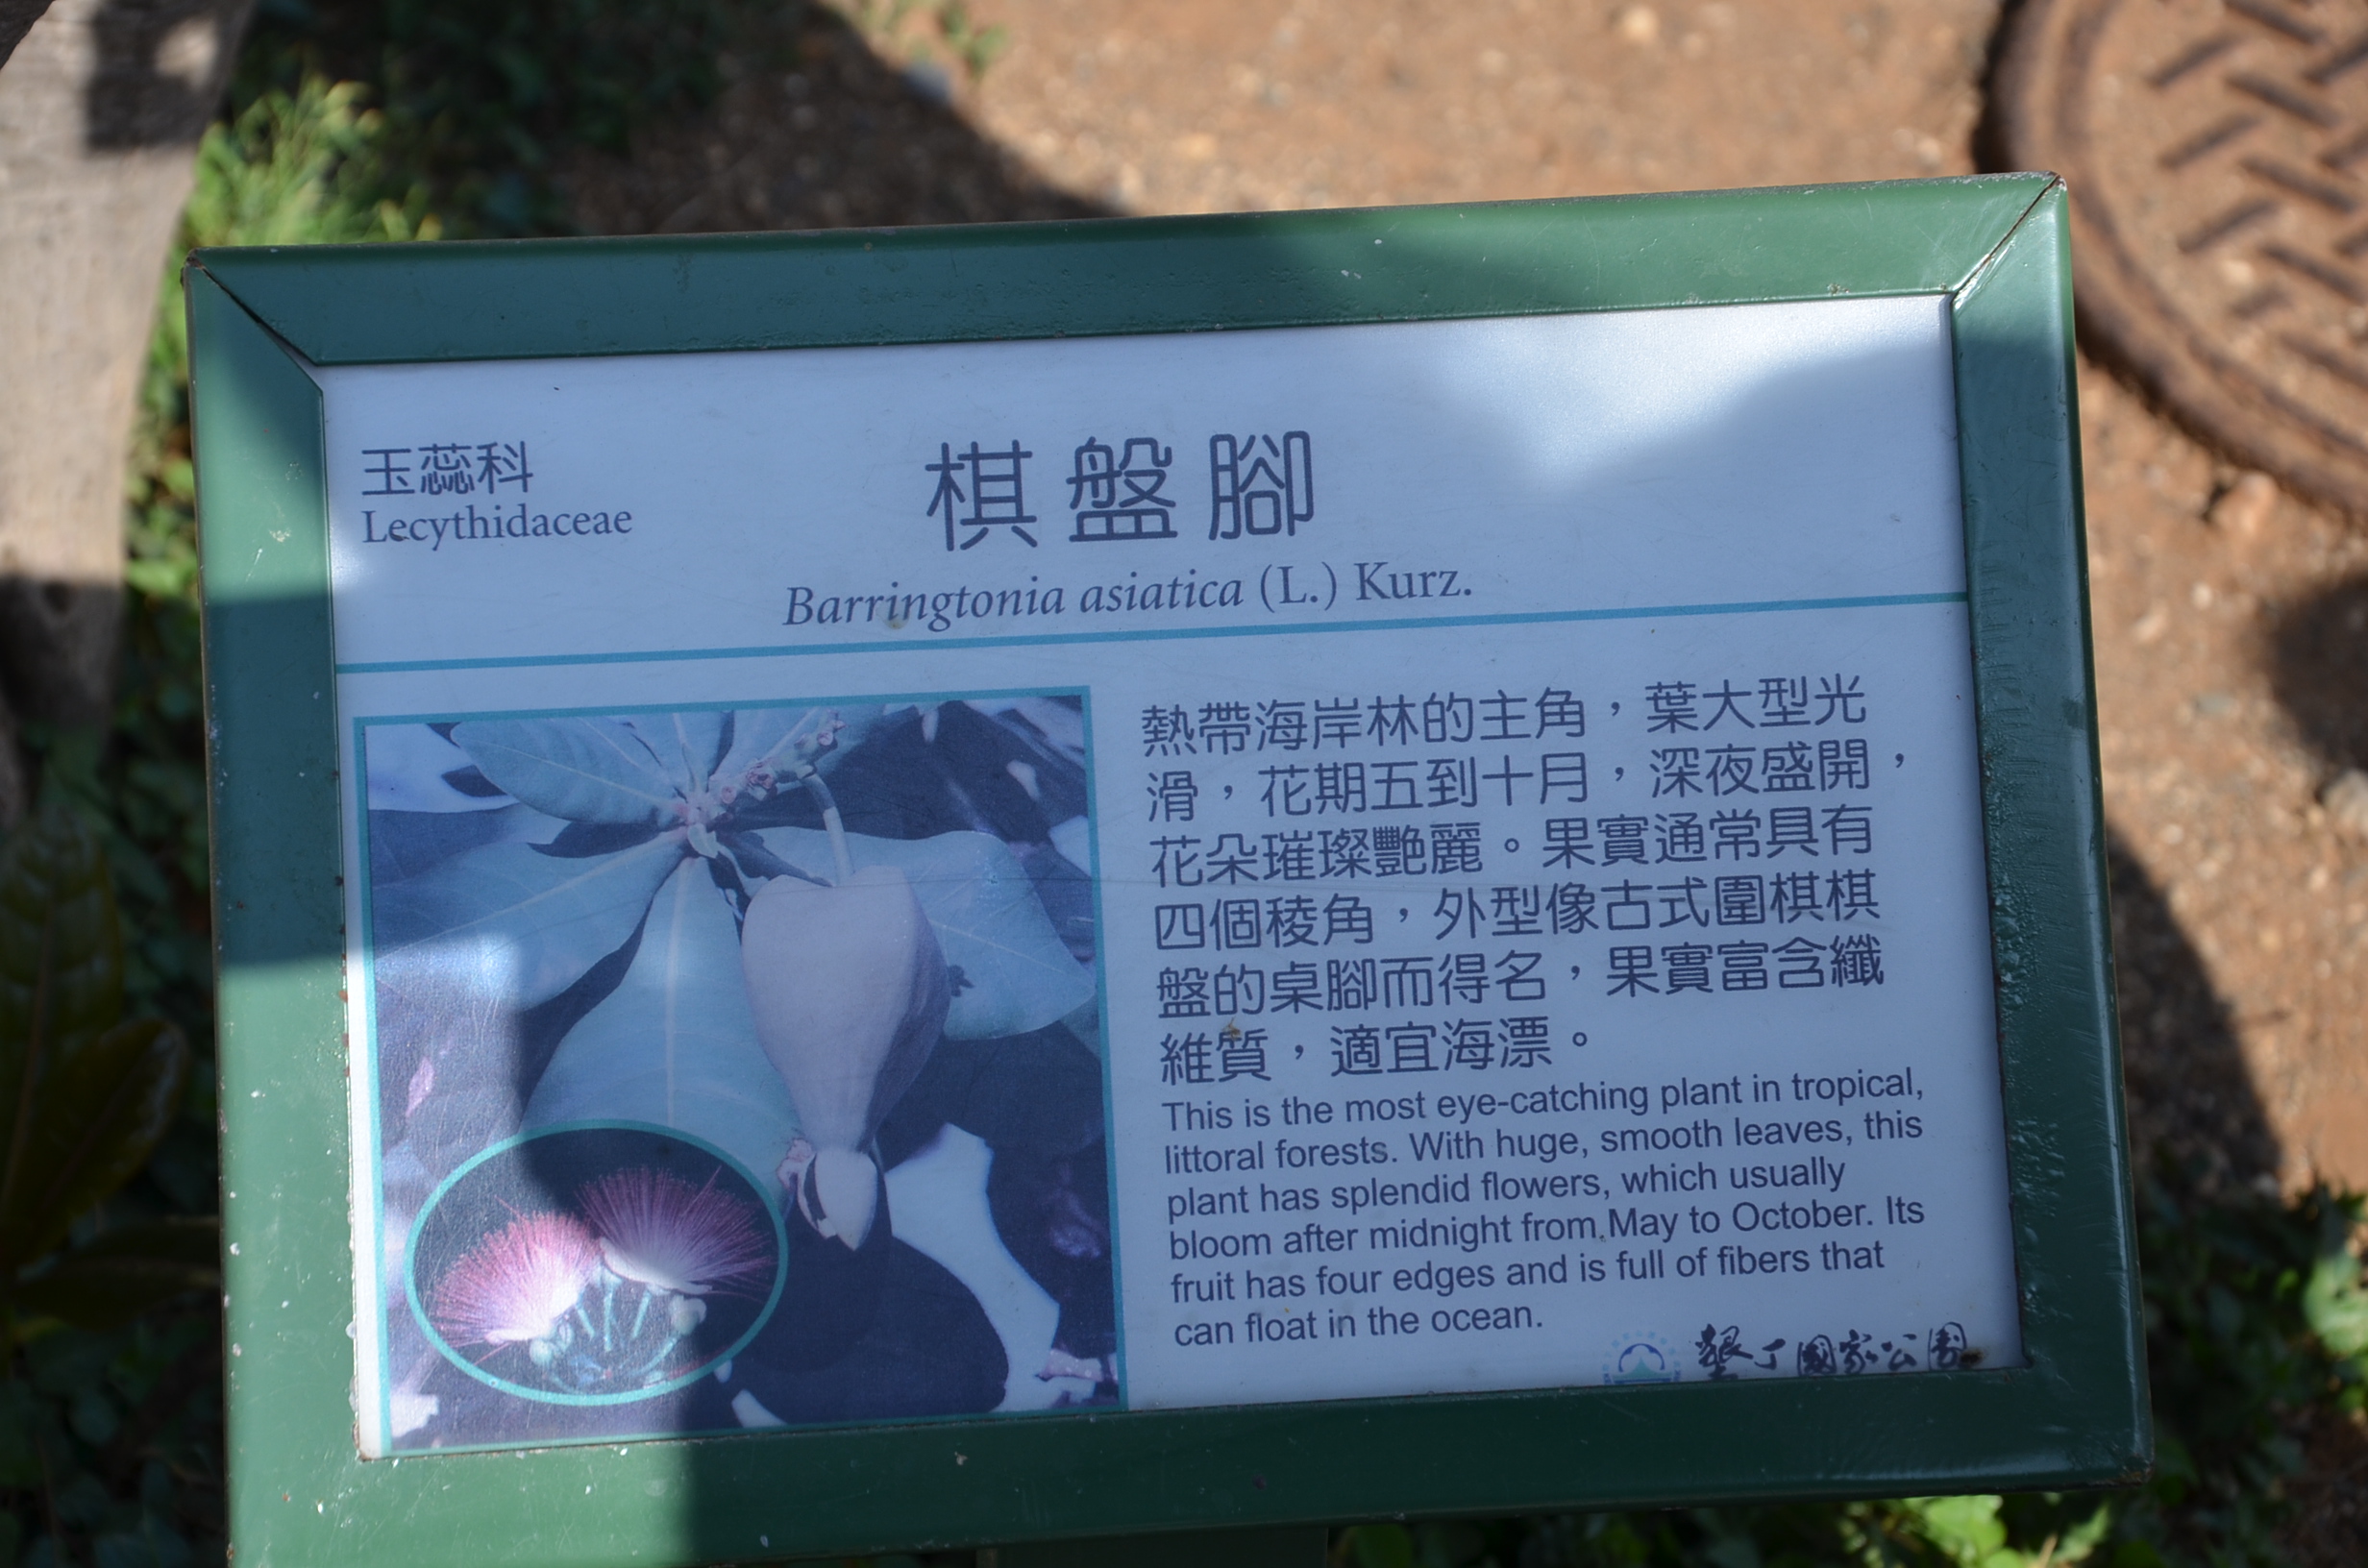 玉蕊科
Lecythidaceae
棋盤腳
Barringtonia asiatica (L.) Kurz.
熱帶海岸林的主角，葉大型光
滑，花期五到十月，深夜盛開，
花朵璀璨艷麗。果實通常具有
四個稜角，外型像古式圍棋棋
盤的桌腳而得名，果實富含纖
維質，適宜海漂。
This is the most eye-catching plant in tropical,
littoral forests. With huge, smooth leaves, this
plant has splendid flowers, which usually
bloom after midnight from May to October. Its
fruit has four edges and is full of fibers that
can float in the ocean.
墾丁國家公園